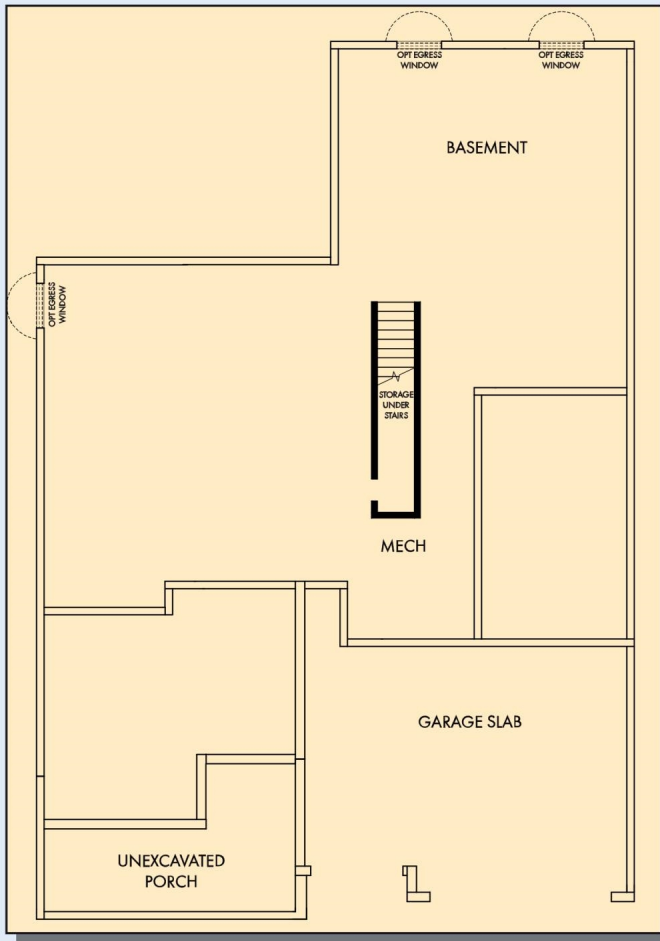 OPT EGRESS
WINDOW
OPT EGRESS
WINDOW
BASEMENT
OPT EGRESS
WINDOW
STORAGE
UNDER
STAIRS
MECH
GARAGE SLAB
UNEXCAVATED
PORCH